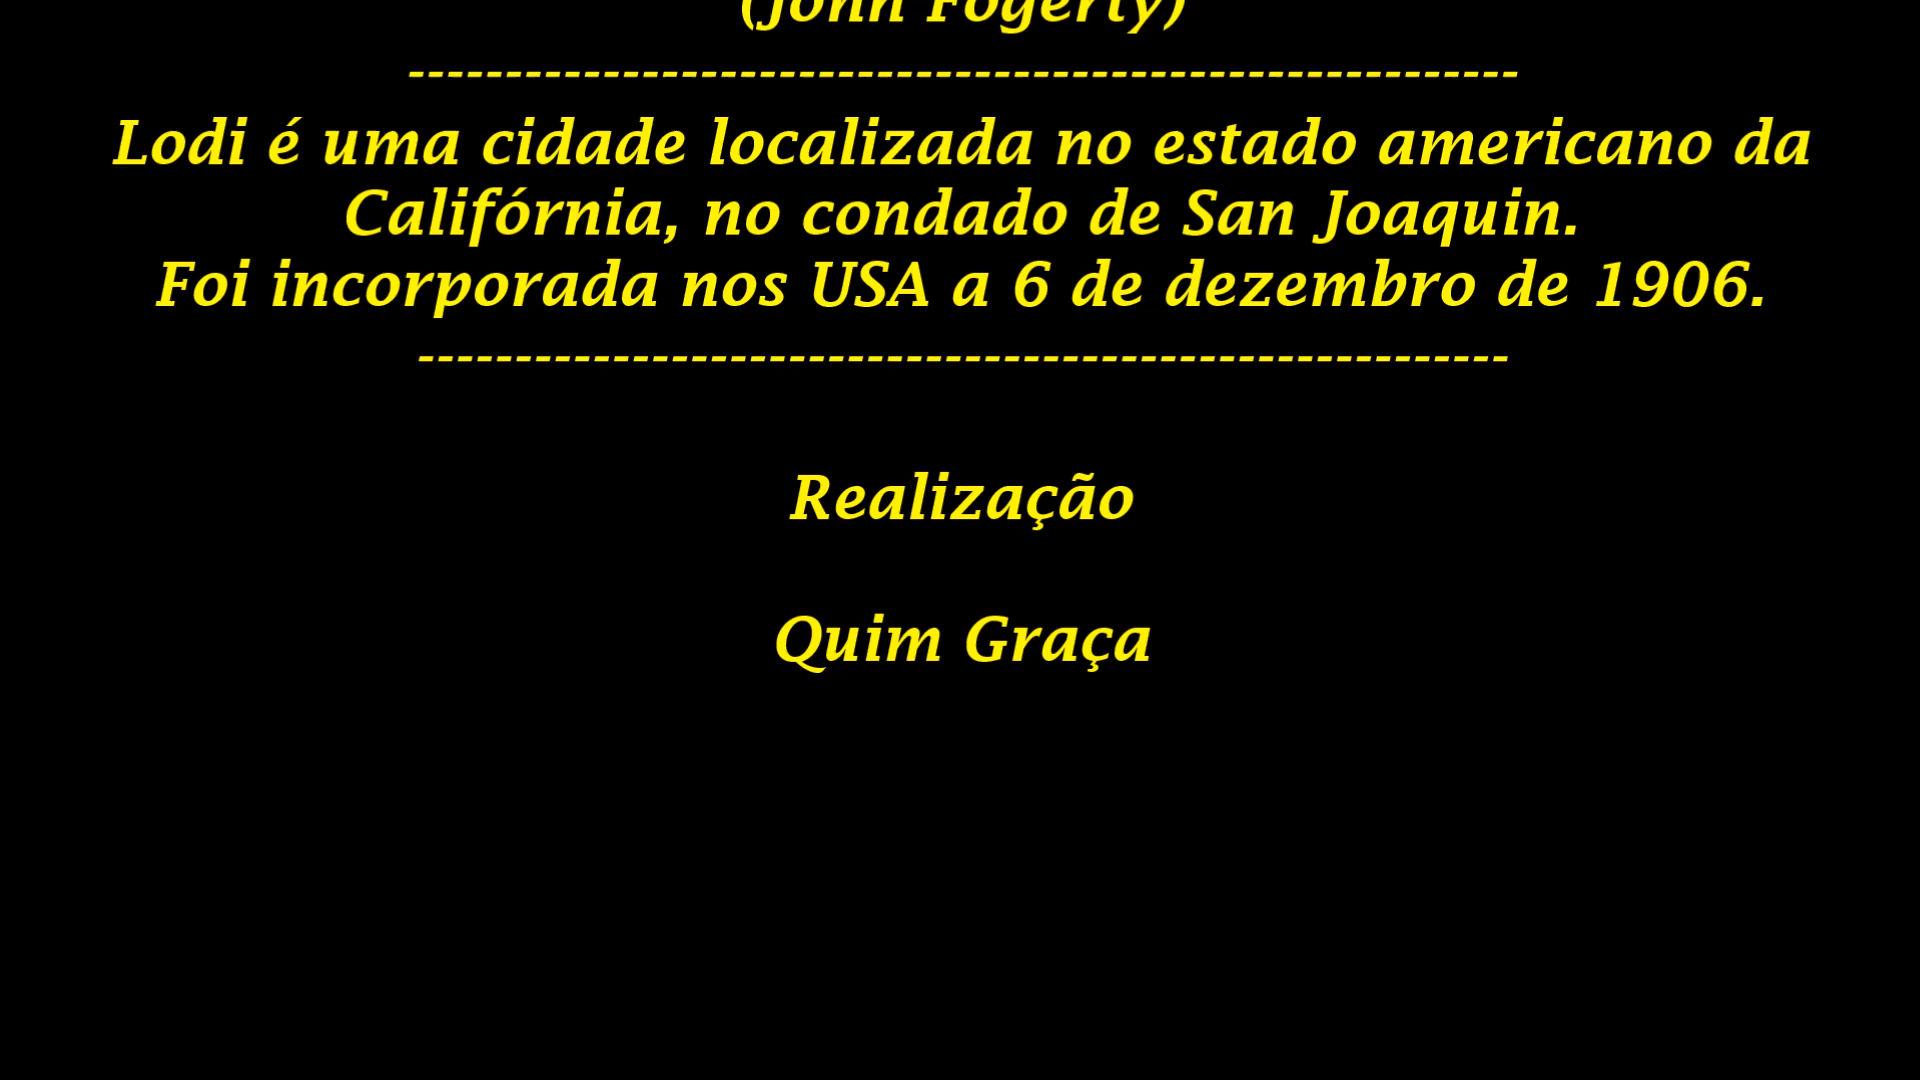 (John Fogerty)
---------------------------------------------------------
Lodi é uma cidade localizada no estado americano da
Califórnia, no condado de San Joaquin.
Foi incorporada nos USA a 6 de dezembro de 1906.
--------------------------------------------------------
Realização
Quim Graça